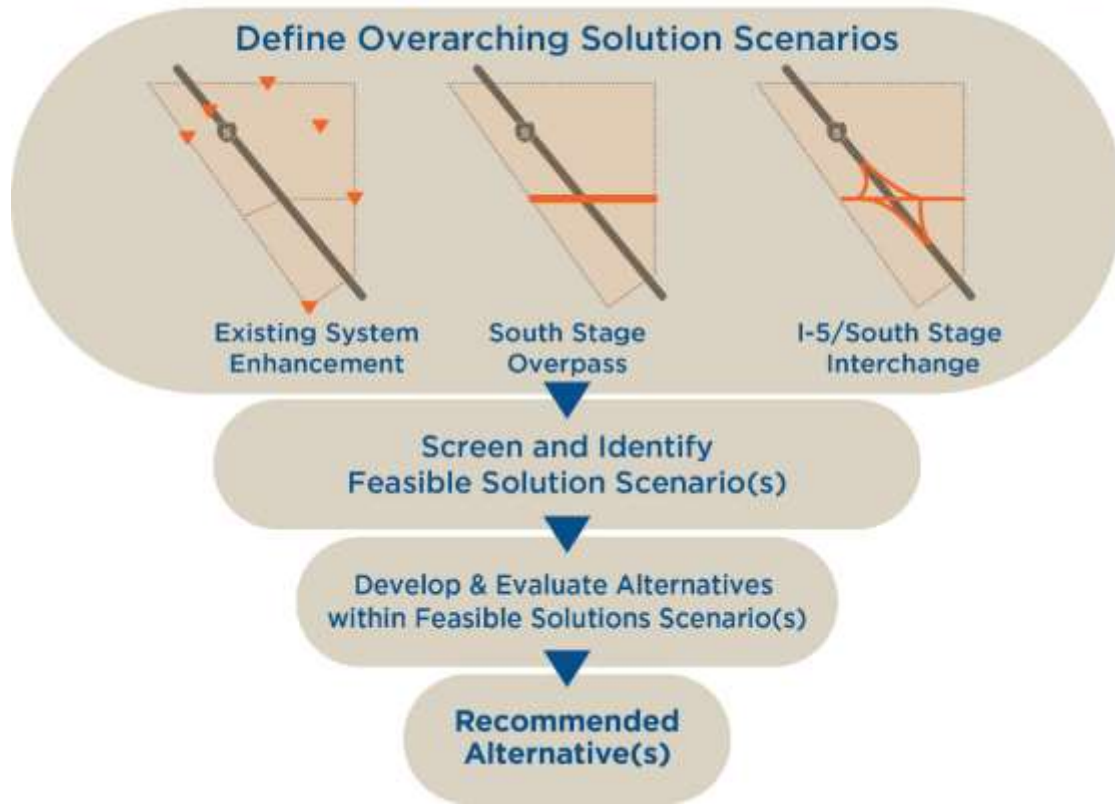 Define Overarching Solution Scenarios
Existing System
Enhancement
South Stage
Overpass
I-5/South Stage
Interchange
Screen and Identify
Feasible Solution Scenario(s)
Develop & Evaluate Alternatives
within Feasible Solutions Scenario(s)
Recommended
Alternative(s)